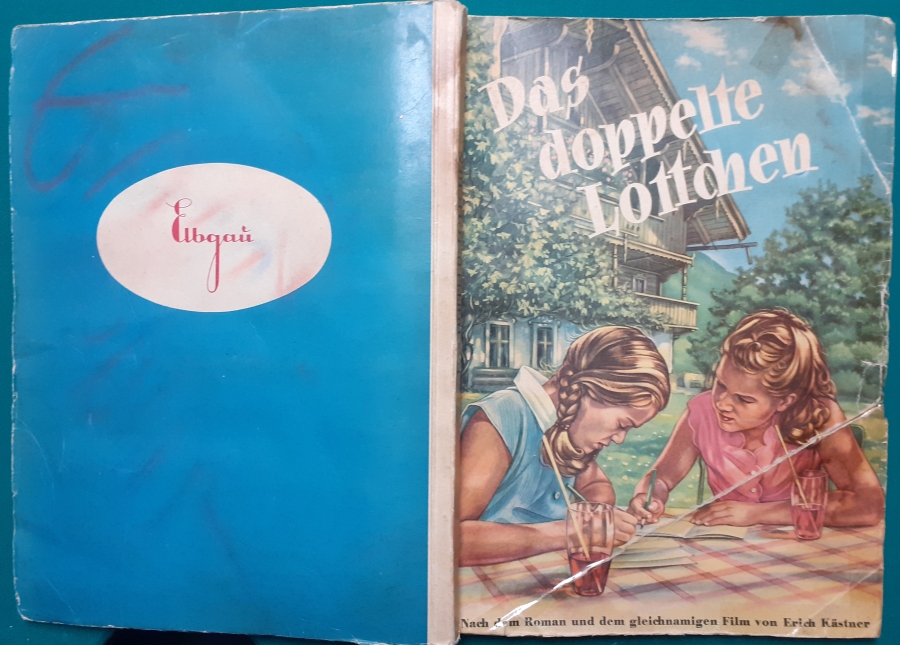 Elbgau
Das
doppelte
Lottchen
Nach dem Roman und dem gleichnamigen Film von Erich Kästner